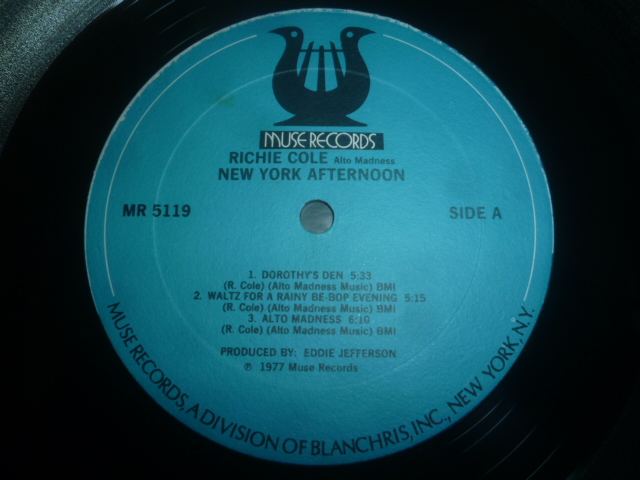 MUSE RECORDS
RICHIE COLE Alto Madness
NEW YORK AFTERNOON
MR 5119
SIDE A
1. DOROTHY'S DEN 5:33
(R. Cole) (Alto Madness Music) BMI
2. WALTZ FOR A RAINY BE-BOP EVENING 5:15
(R. Cole) (Alto Madness Music) BMI
3. ALTO MADNESS 6:10
(R. Cole) (Alto Madness Music) BMI
PRODUCED BY: EDDIE JEFFERSON
℗ 1977 Muse Records
MUSE RECORDS, A DIVISION OF BLANCHRIS, INC., NEW YORK, N.Y.